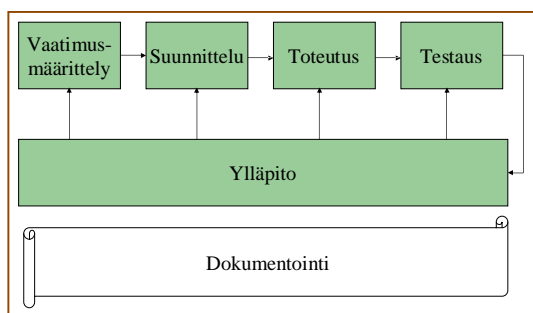 Vaatimus-
määrittely
Suunnittelu
Toteutus
Testaus
Ylläpito
Dokumentointi